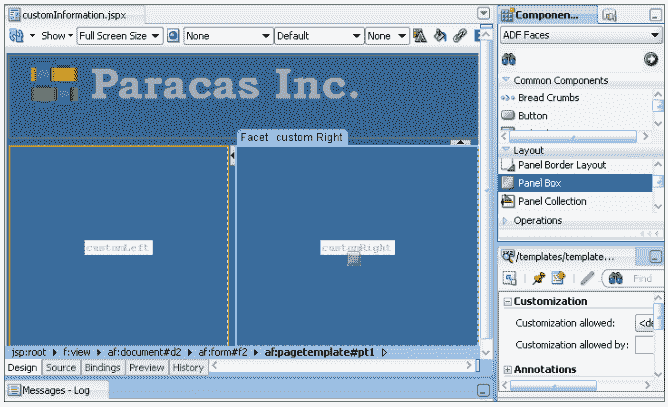 customInformation.jspx
Show Full Screen Size None Default None
Paracas Inc.
Facet custom Right
customLeft
customRight
jsp:root f:view af:document#d2 af:form#f2 af:pagetemplate#pt1
Design Source Bindings Preview History
Messages - Log
Componen...
ADF Faces
Common Components
Bread Crumbs
Button
Layout
Panel Border Layout
Panel Box
Panel Collection
Operations
/templates/template...
Find
Customization
Customization allowed: <de
Customization allowed by:
Annotations